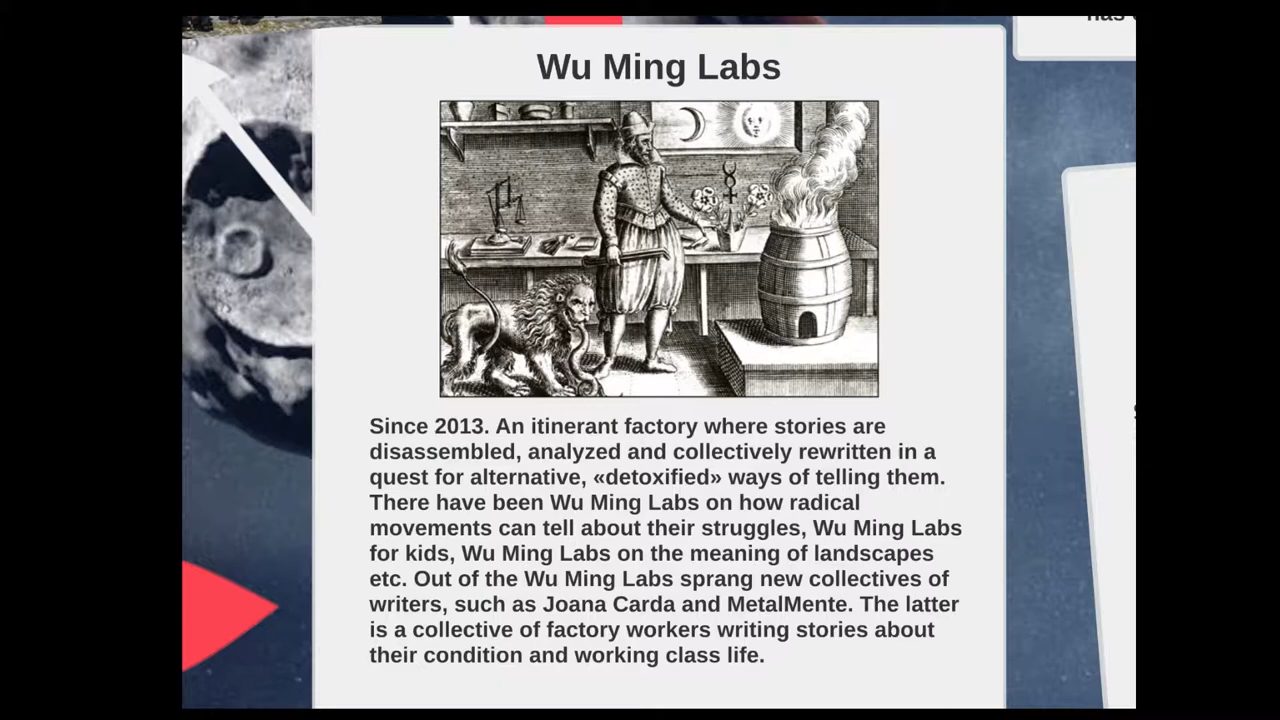 Wu Ming Labs
Since 2013. An itinerant factory where stories are
disassembled, analyzed and collectively rewritten in a
quest for alternative, «detoxified» ways of telling them.
There have been Wu Ming Labs on how radical
movements can tell about their struggles, Wu Ming Labs
for kids, Wu Ming Labs on the meaning of landscapes
etc. Out of the Wu Ming Labs sprang new collectives of
writers, such as Joana Carda and MetalMente. The latter
is a collective of factory workers writing stories about
their condition and working class life.